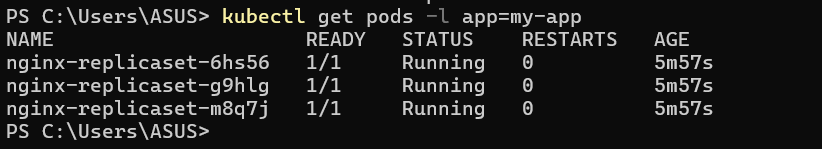 PS C:\Users\ASUS> kubectl get pods -l app=my-app
NAME                     READY   STATUS    RESTARTS   AGE
nginx-replicaset-6hs56   1/1     Running   0          5m57s
nginx-replicaset-g9hlg   1/1     Running   0          5m57s
nginx-replicaset-m8q7j   1/1     Running   0          5m57s
PS C:\Users\ASUS>